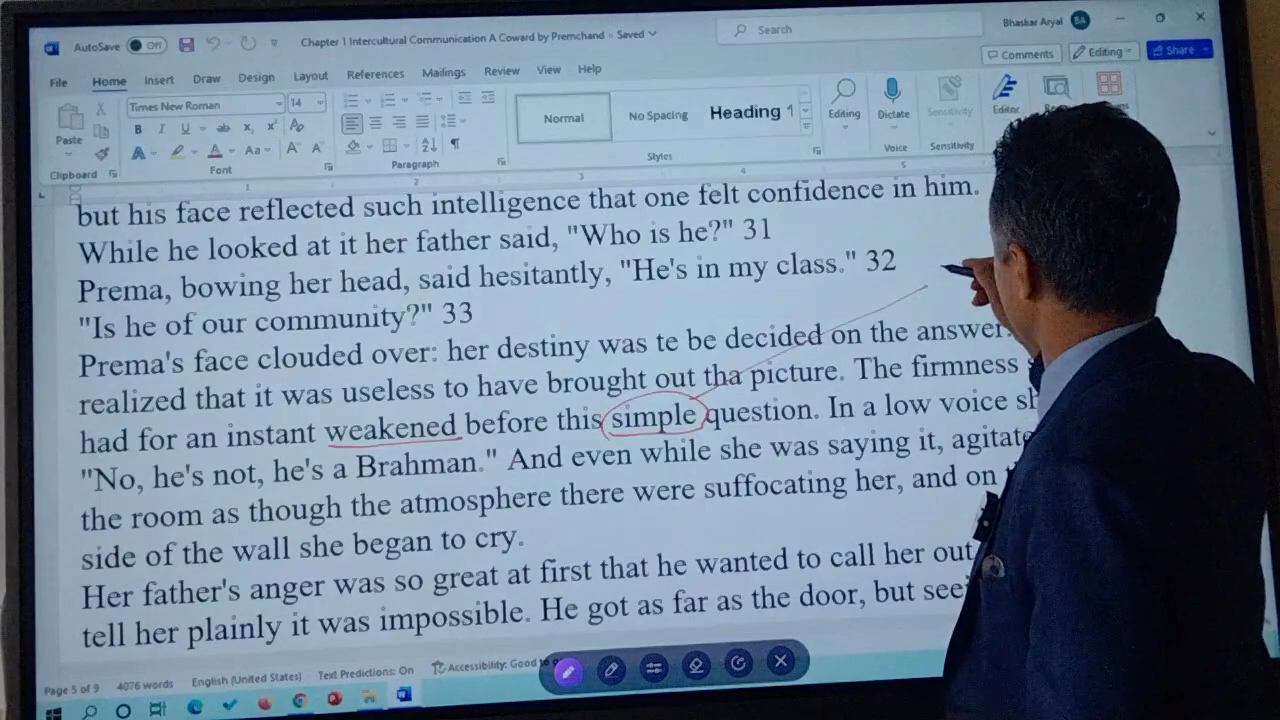 AutoSave Off Chapter 1 Intercultural Communication A Coward by Premchand - Saved Search Bhaskar Aryal BA
File Home Insert Draw Design Layout References Mailings Review View Help Comments Editing Share
Paste Times New Roman 14 Normal No Spacing Heading 1 Editing Dictate Sensitivity Editor
Clipboard Font Paragraph Styles Voice Sensitivity
but his face reflected such intelligence that one felt confidence in him.
While he looked at it her father said, "Who is he?" 31
Prema, bowing her head, said hesitantly, "He's in my class." 32
"Is he of our community?" 33
Prema's face clouded over: her destiny was te be decided on the answer.
realized that it was useless to have brought out tha picture. The firmness
had for an instant weakened before this simple question. In a low voice sh
"No, he's not, he's a Brahman." And even while she was saying it, agitate
the room as though the atmosphere there were suffocating her, and on
side of the wall she began to cry.
Her father's anger was so great at first that he wanted to call her out
tell her plainly it was impossible. He got as far as the door, but see
Page 5 of 9 4076 words English (United States) Text Predictions: On Accessibility: Good to